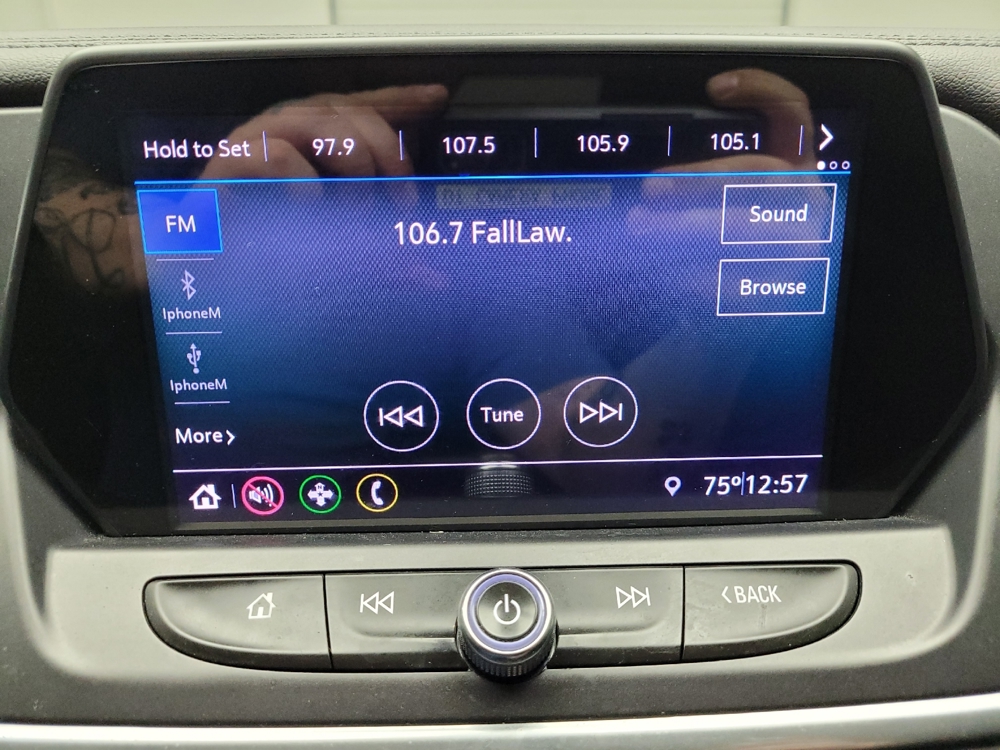 Hold to Set 97.9 107.5 105.9 105.1
FM
106.7 FallLaw.
Sound
IphoneM
Browse
IphoneM
More
Tune
75° 12:57
BACK